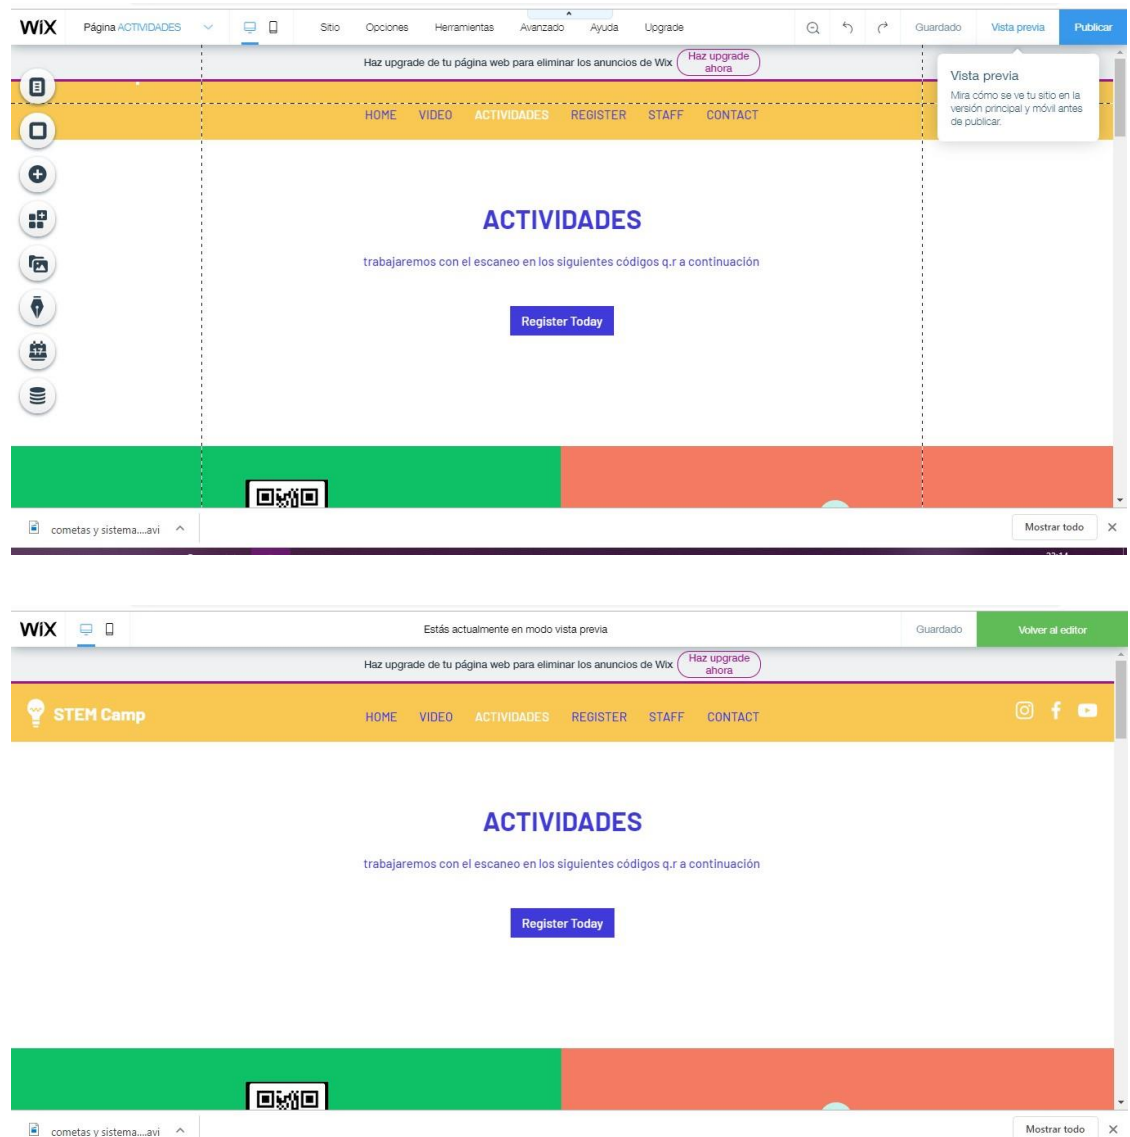 WiX Página ACTIVIDADES Sitio Opciones Herramientas Avanzado Ayuda Upgrade Guardado Vista previa Publicar
Haz upgrade de tu página web para eliminar los anuncios de Wix Haz upgrade ahora
Vista previa
Mira cómo se ve tu sitio en la
versión principal y móvil antes
de publicar.
HOME VIDEO ACTIVIDADES REGISTER STAFF CONTACT
ACTIVIDADES
trabajaremos con el escaneo en los siguientes códigos q.r a continuación
Register Today
17
cometas y sistema....avi Mostrar todo
WiX Estás actualmente en modo vista previa Guardado Volver al editor
Haz upgrade de tu página web para eliminar los anuncios de Wix Haz upgrade ahora
STEM Camp HOME VIDEO ACTIVIDADES REGISTER STAFF CONTACT
ACTIVIDADES
trabajaremos con el escaneo en los siguientes códigos q.r a continuación
Register Today
cometas y sistema....avi Mostrar todo